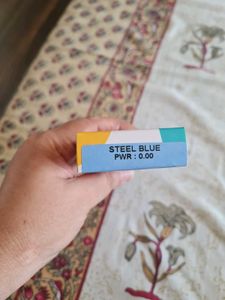 STEEL BLUE
PWR : 0.00